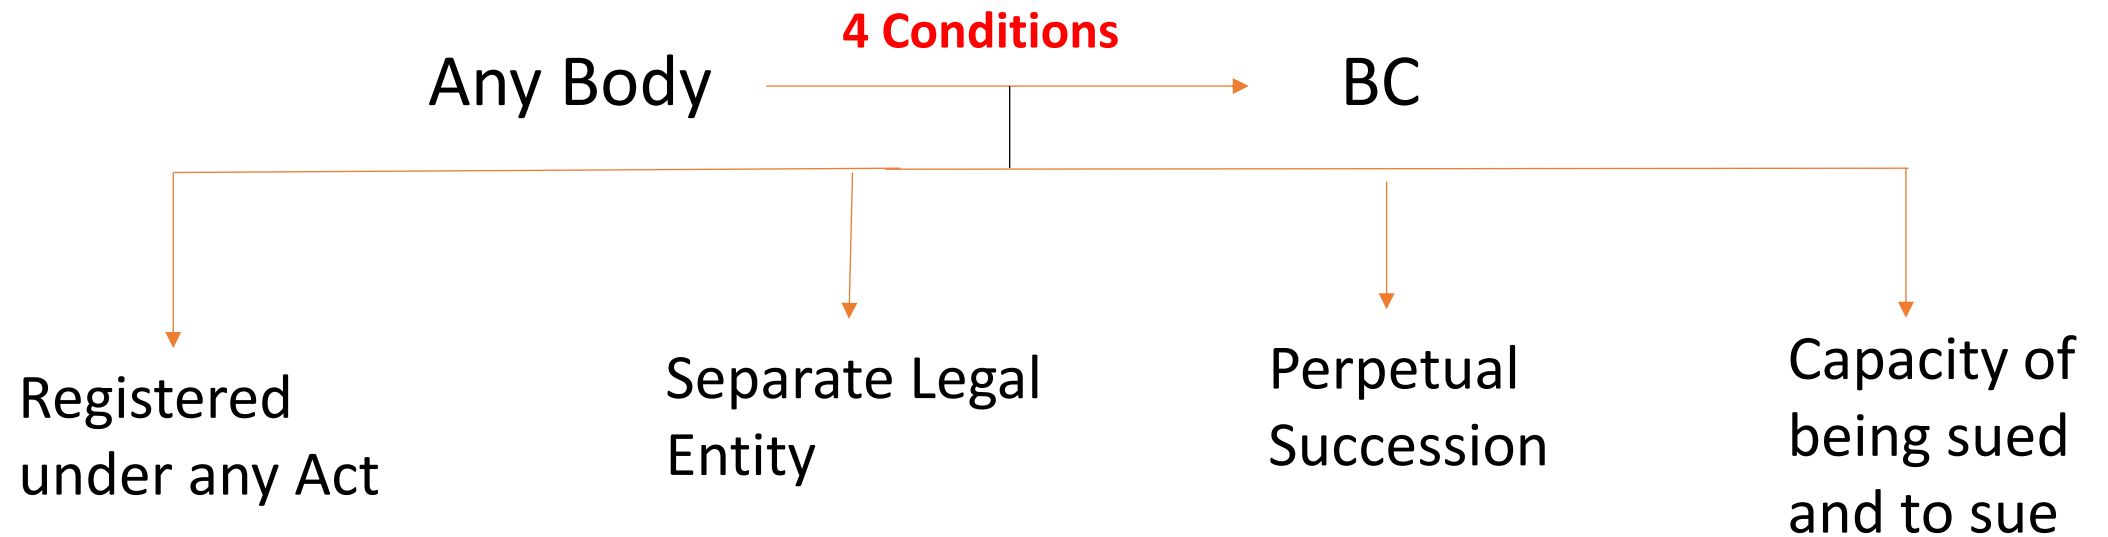 4 Conditions
Any Body
BC
Registered
under any Act
Separate Legal
Entity
Perpetual
Succession
Capacity of
being sued
and to sue